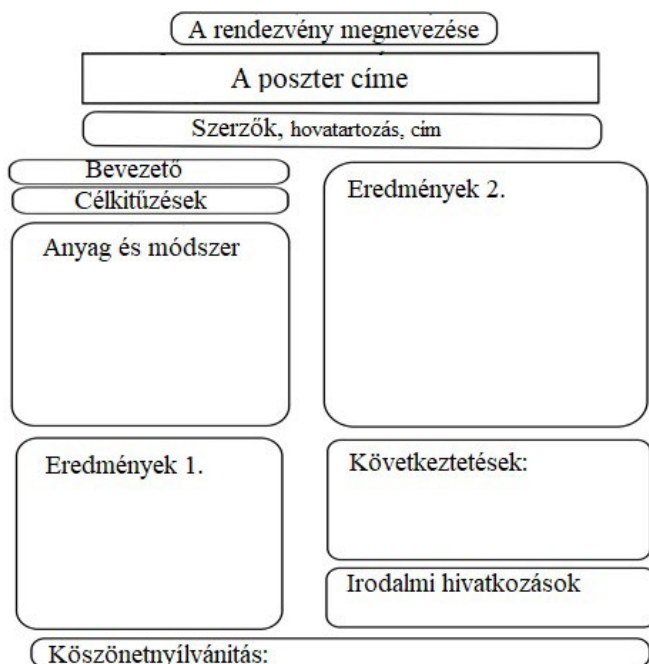 A rendezvény megnevezése
A poszter címe
Szerzők, hovatartozás, cím
Bevezető
Célkitűzések
Anyag és módszer
Eredmények 1.
Eredmények 2.
Következtetések:
Irodalmi hivatkozások
Köszönetnyílvánitás: